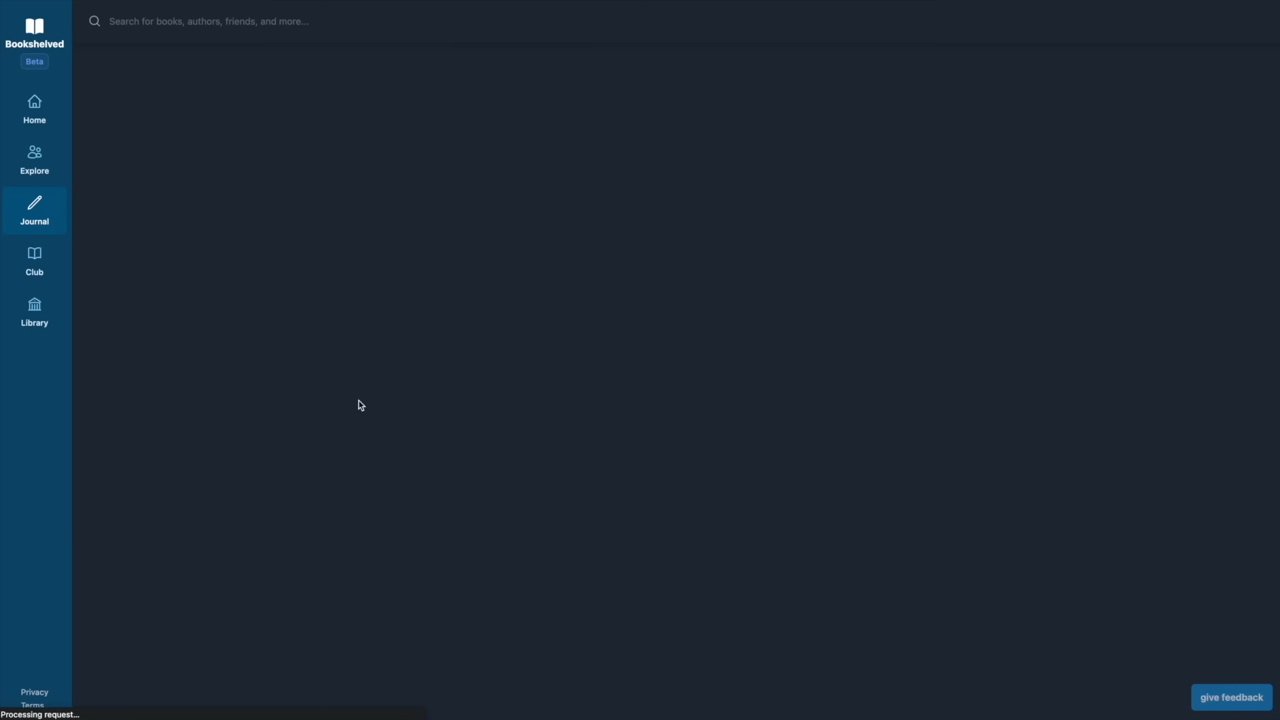 Bookshelved
Beta
Search for books, authors, friends, and more...
Home
Explore
Journal
Club
Library
Privacy
Terms
Processing request...
give feedback